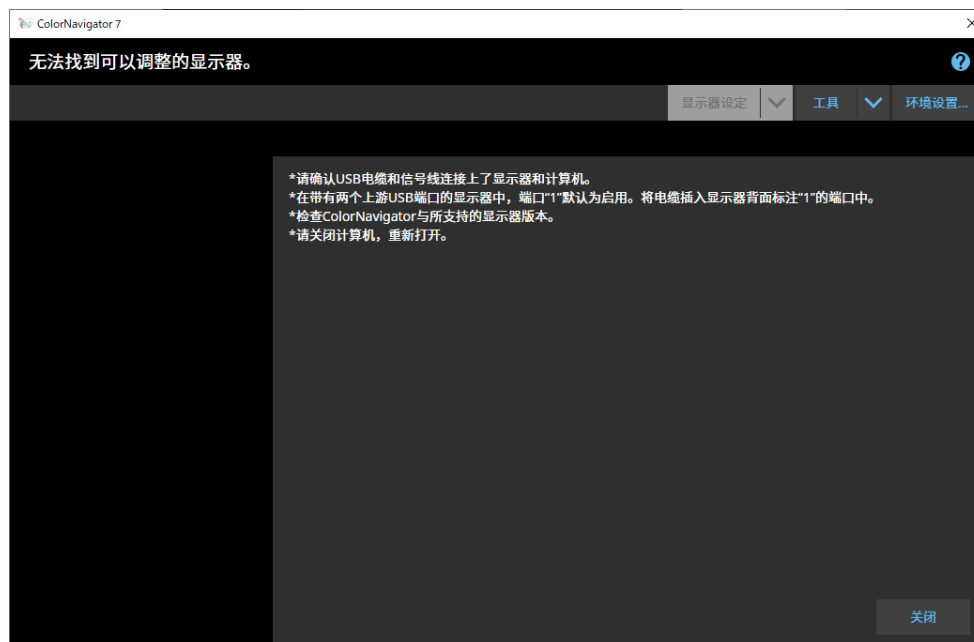 ColorNavigator 7
无法找到可以调整的显示器。
显示器设定
工具
环境设置...
*请确认USB电缆和信号线连接上了显示器和计算机。
*在带有两个上游USB端口的显示器中，端口“1”默认为启用。将电缆插入显示器背面标注“1”的端口中。
*检查ColorNavigator与所支持的显示器版本。
*请关闭计算机，重新打开。
关闭